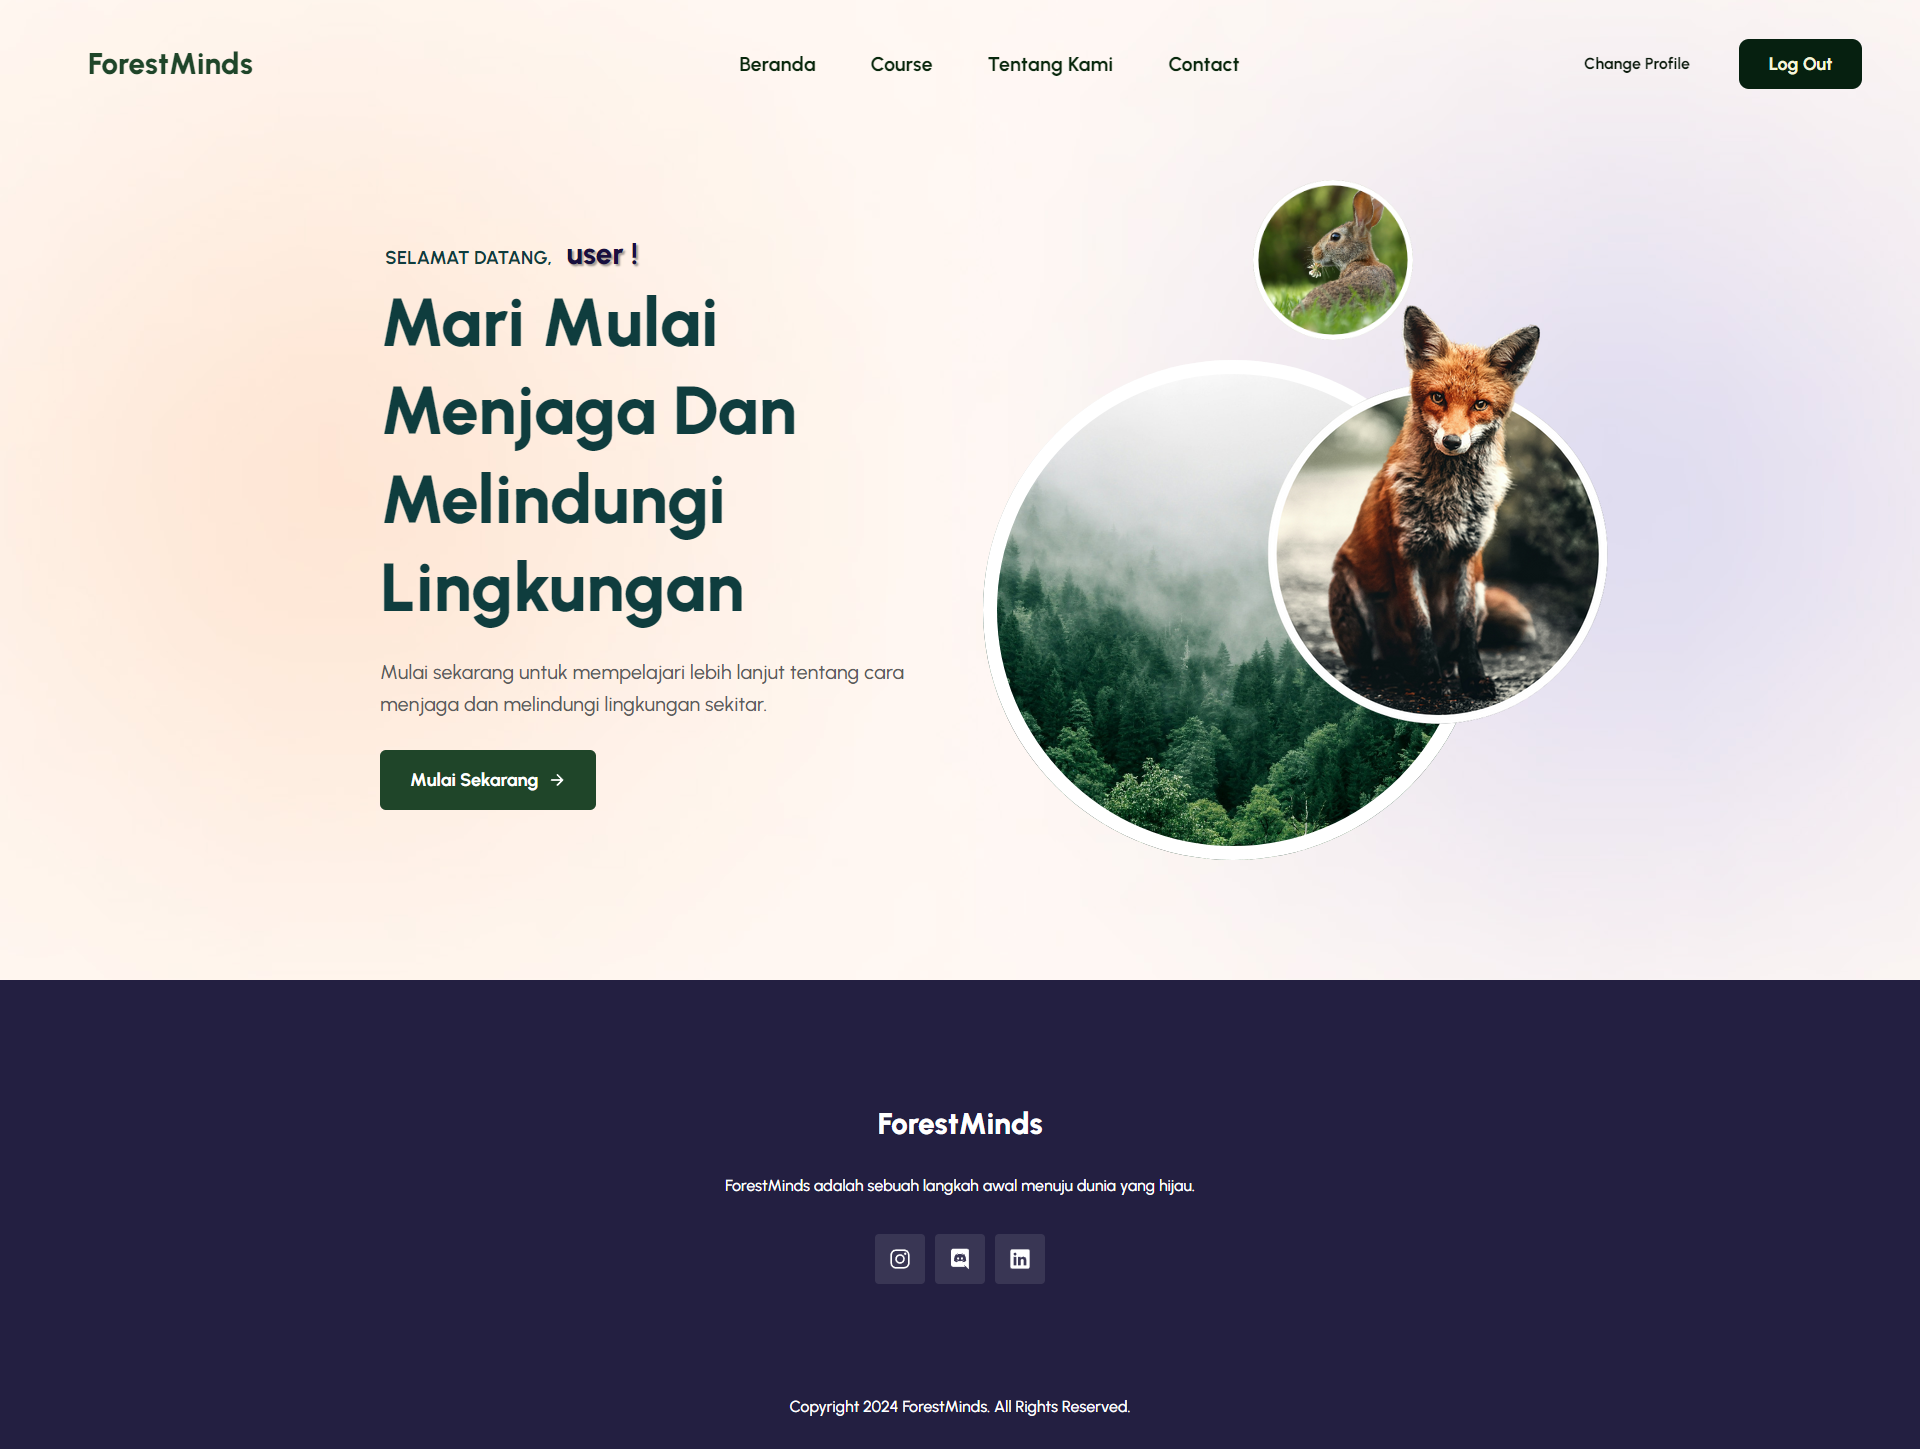 ForestMinds
Beranda
Course
Tentang Kami
Contact
Change Profile
Log Out
SELAMAT DATANG, user !
Mari Mulai
Menjaga Dan
Melindungi
Lingkungan
Mulai sekarang untuk mempelajari lebih lanjut tentang cara
menjaga dan melindungi lingkungan sekitar.
Mulai Sekarang →
ForestMinds
ForestMinds adalah sebuah langkah awal menuju dunia yang hijau.
Copyright 2024 ForestMinds. All Rights Reserved.